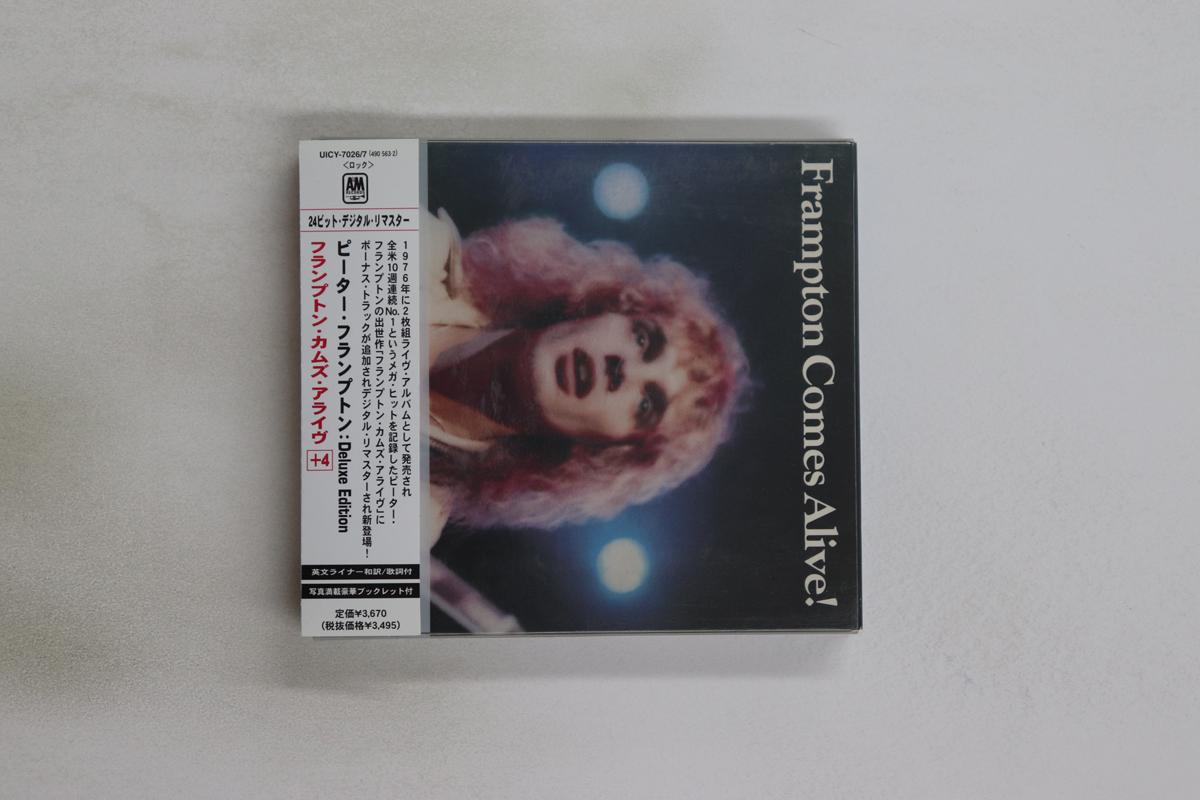 UICY-7026/7 (490 563-2)
<ロック>
AM
RECORDS
24ビット・デジタル・リマスター
1976年に2枚組ライヴ・アルバムとして発売され
全米10週連続No.1というメガ・ヒットを記録したピーター・
フランプトンの出世作「フランプトン・カムズ・アライヴ」に
ボーナス・トラックが追加されデジタル・リマスターされ新登場!
ピーター・フランプトン:Deluxe Edition
フランプトン・カムズ・アライヴ +4
英文ライナー和訳/歌詞付
写真満載豪華ブックレット付
定価¥3,670
(税抜価格¥3,495)
Frampton Comes Alive!